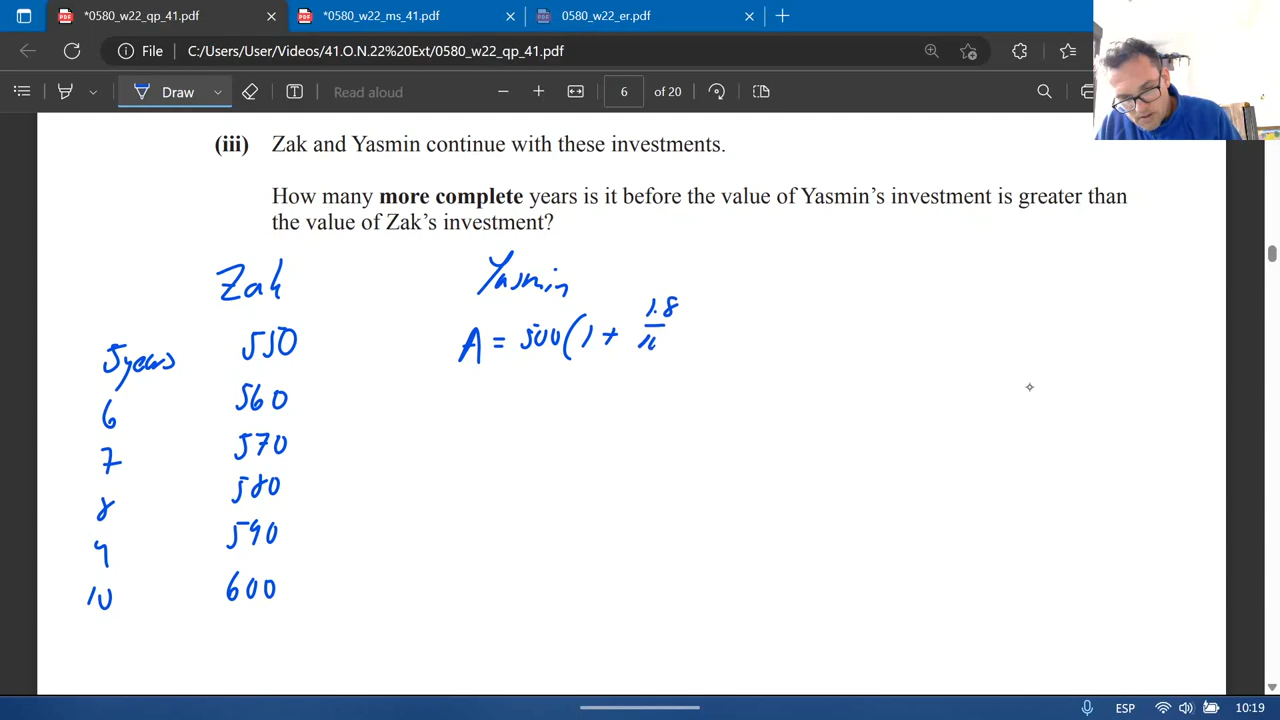 *0580_w22_qp_41.pdf
*0580_w22_ms_41.pdf
0580_w22_er.pdf
File
C:/Users/User/Videos/41.O.N.22%20Ext/0580_w22_qp_41.pdf
Draw
Read aloud
6 of 20
(iii) Zak and Yasmin continue with these investments.
How many more complete years is it before the value of Yasmin's investment is greater than
the value of Zak's investment?
Zak Yasmin
5 years 550 A = 500(1 + 1.8
6 560
7 570
8 580
9 590
10 600
ESP 10:19